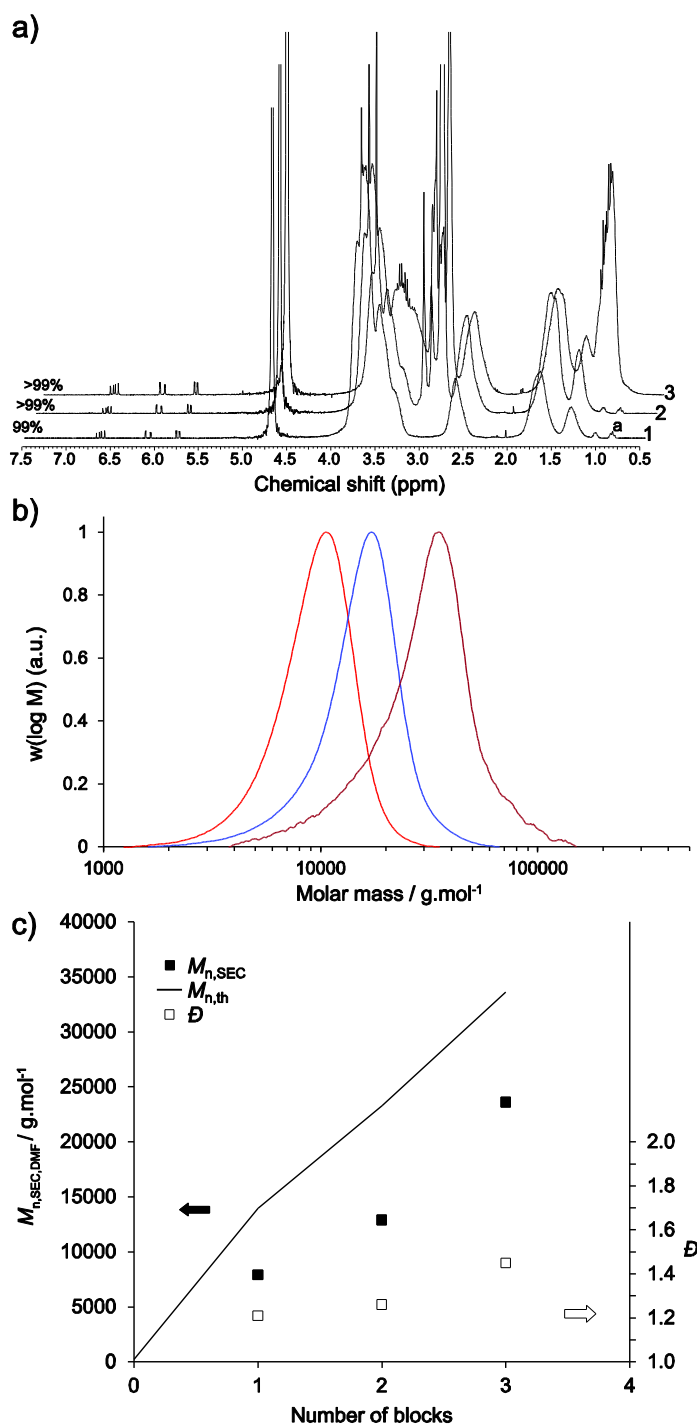 a)
>99%
3
>99%
2
99%
a
1
7.5 7.0 6.5 6.0 5.5 5.0 4.5 4.0 3.5 3.0 2.5 2.0 1.5 1.0 0.5
Chemical shift (ppm)
b)
1
0.8
0.6
0.4
0.2
0
w(log M) (a.u.)
1000 10000 100000
Molar mass / g.mol-1
c)
40000
35000
30000
25000
20000
15000
10000
5000
0
Mn,SEC,DMF / g.mol-1
Mn,SEC
Mn,th
Đ
2.0
1.8
1.6
1.4
1.2
1.0
Đ
0 1 2 3 4
Number of blocks